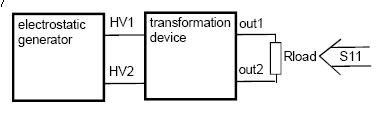 electrostatic
generator
HV1
HV2
transformation
device
out1
out2
Rload
S11